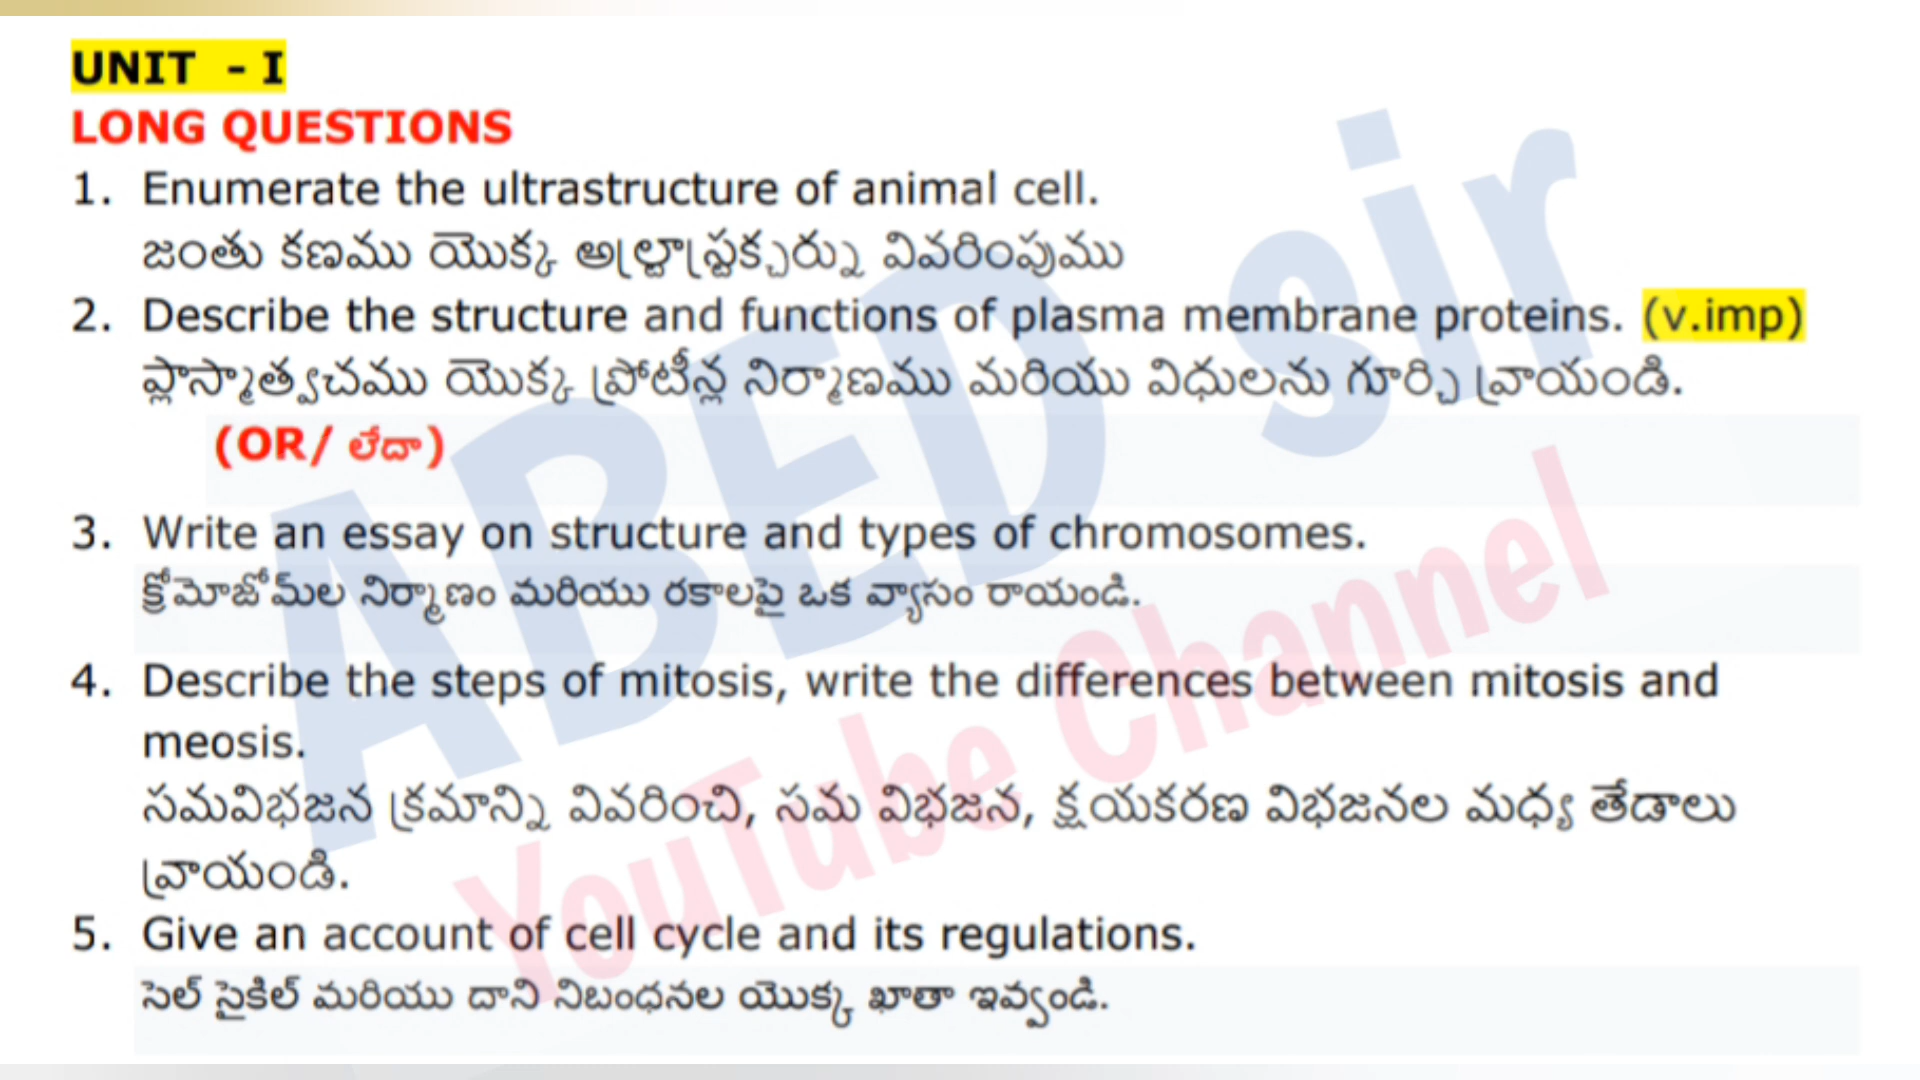 UNIT - I
LONG QUESTIONS
1. Enumerate the ultrastructure of animal cell.
జంతు కణము యొక్క అల్ట్రాస్ట్రక్చర్ను వివరింపుము
2. Describe the structure and functions of plasma membrane proteins. (v.imp)
ప్లాస్మాత్వచము యొక్క ప్రోటీన్ల నిర్మాణము మరియు విధులను గూర్చి వ్రాయండి.
(OR/ లేదా)
3. Write an essay on structure and types of chromosomes.
క్రోమోజోమ్‌ల నిర్మాణం మరియు రకాలపై ఒక వ్యాసం రాయండి.
4. Describe the steps of mitosis, write the differences between mitosis and
meosis.
సమవిభజన క్రమాన్ని వివరించి, సమ విభజన, క్షయకరణ విభజనల మధ్య తేడాలు
వ్రాయండి.
5. Give an account of cell cycle and its regulations.
సెల్ సైకిల్ మరియు దాని నిబంధనల యొక్క ఖాతా ఇవ్వండి.
ABED sir
YouTube Channel